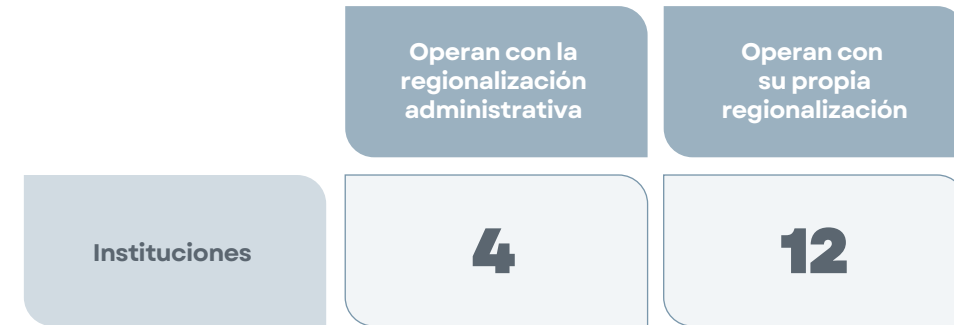 Operan con la
regionalización
administrativa
Operan con
su propia
regionalización
Instituciones
4
12